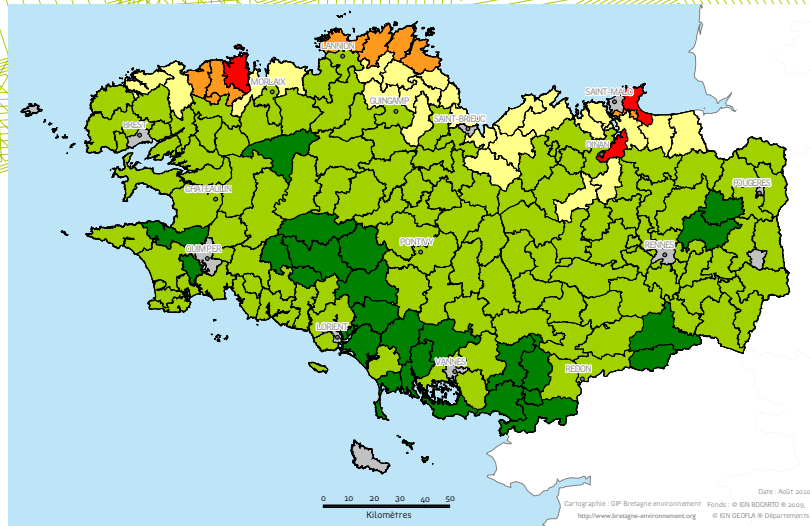 LANNION
MORLAIX
SAINT-MALO
GUINGAMP
SAINT-BRIEUC
BREST
DINAN
FOUGERES
CHATEAULIN
QUIMPER
PONTIVY
RENNES
LORIENT
VANNES
REDON
0 10 20 30 40 50
Kilomètres
Date : Août 2010
Cartographie : GIP Bretagne environnement Fonds : © IGN BDCARTO ® 2009,
http://www.bretagne-environnement.org © IGN GEOFLA ® Départements